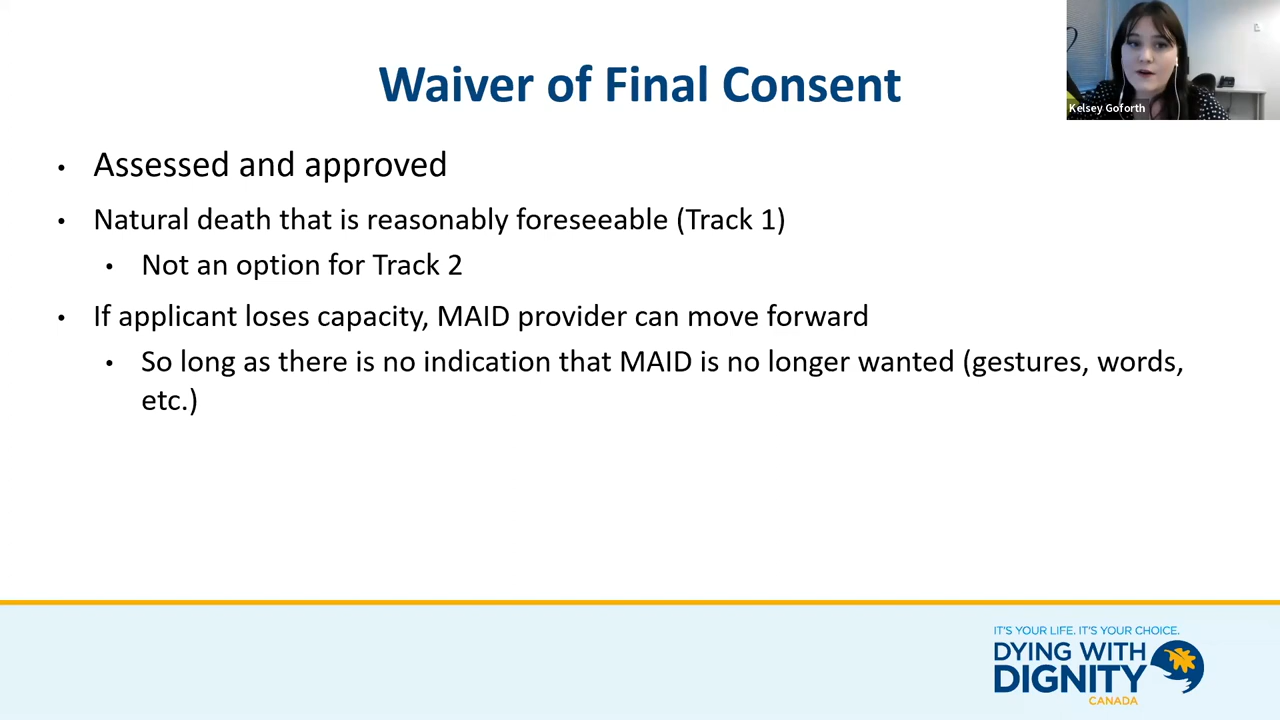 Waiver of Final Consent
Kelsey Goforth
• Assessed and approved
• Natural death that is reasonably foreseeable (Track 1)
• Not an option for Track 2
• If applicant loses capacity, MAID provider can move forward
• So long as there is no indication that MAID is no longer wanted (gestures, words,
etc.)
IT'S YOUR LIFE. IT'S YOUR CHOICE.
DYING WITH
DIGNITY
CANADA